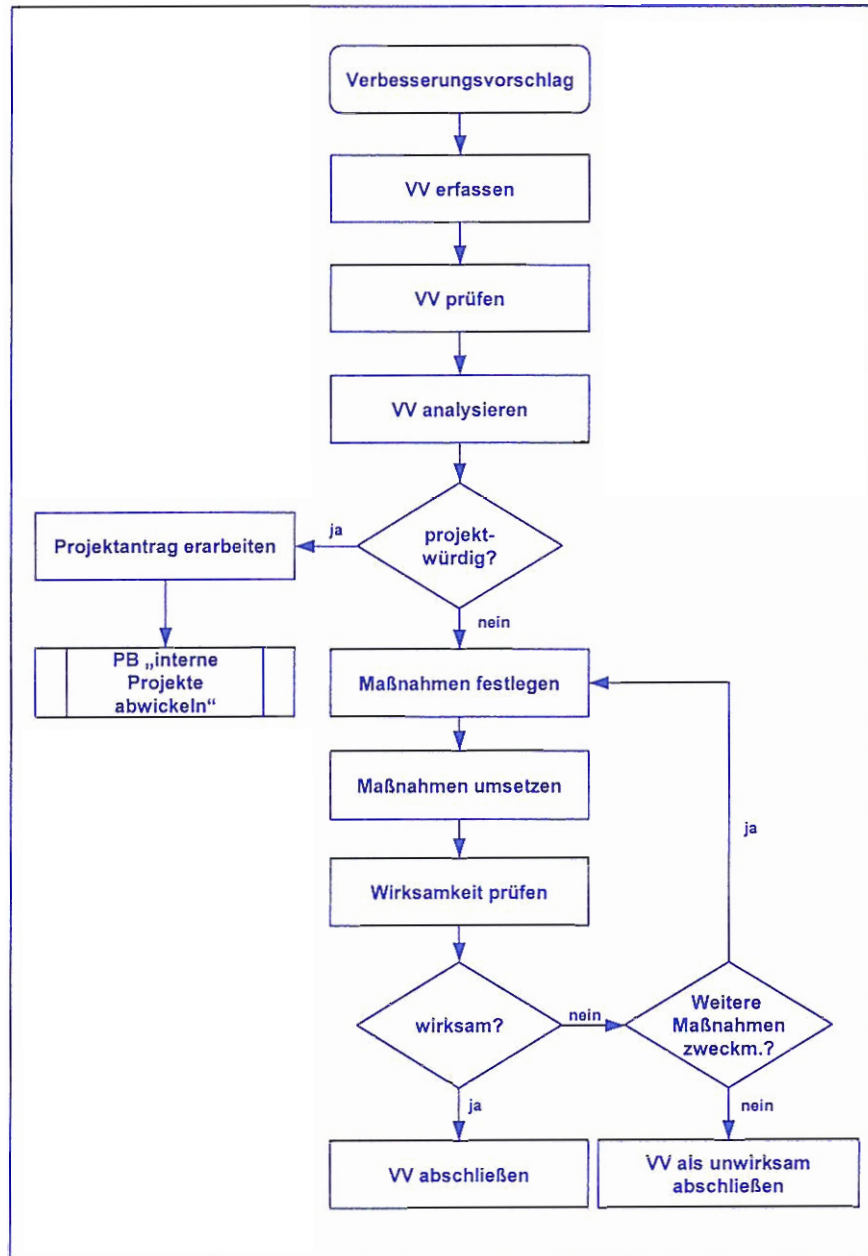 Verbesserungsvorschlag
VV erfassen
VV prüfen
VV analysieren
projekt-
würdig?
ja
Projektantrag erarbeiten
PB „interne
Projekte
abwickeln“
nein
Maßnahmen festlegen
Maßnahmen umsetzen
ja
Wirksamkeit prüfen
wirksam?
nein
Weitere
Maßnahmen
zweckm.?
ja
nein
VV abschließen
VV als unwirksam
abschließen